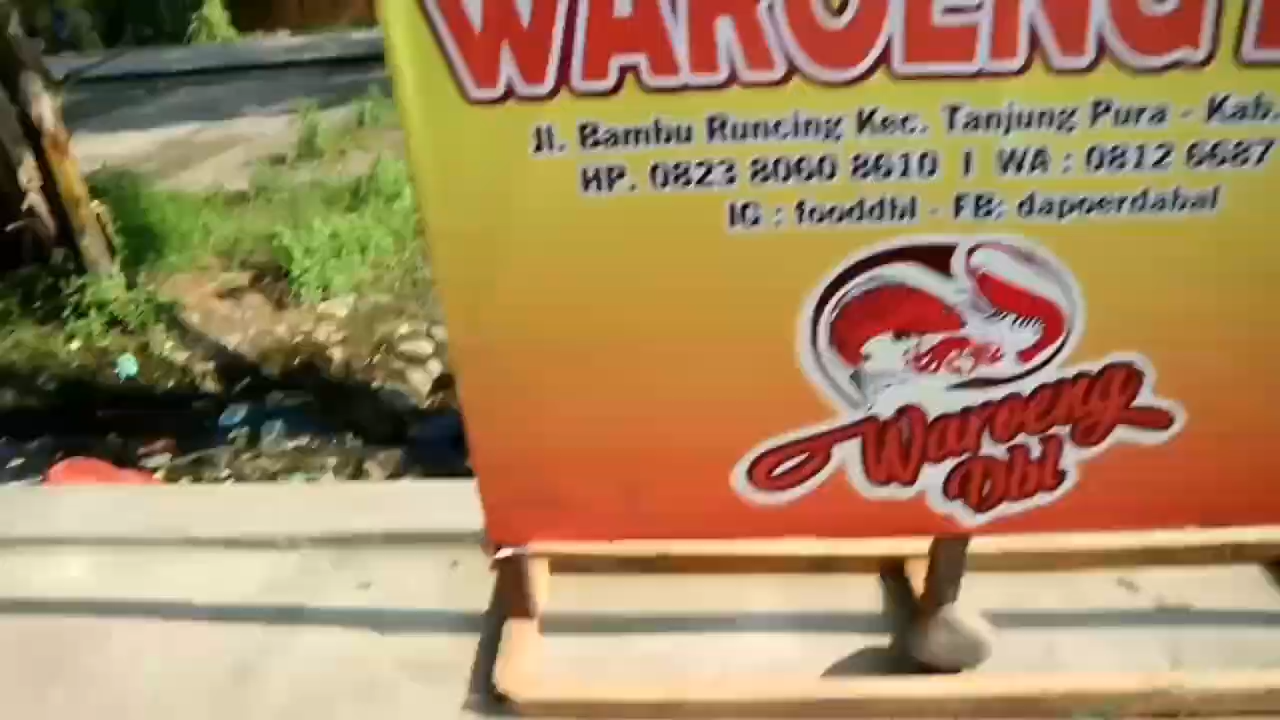 WAROENG
Jl. Bambu Runcing Kec. Tanjung Pura - Kab.
HP. 0823 8060 8610 I WA : 0812 6687
IG : fooddbl - FB: dapoerdabal
Waroeng
Dbl